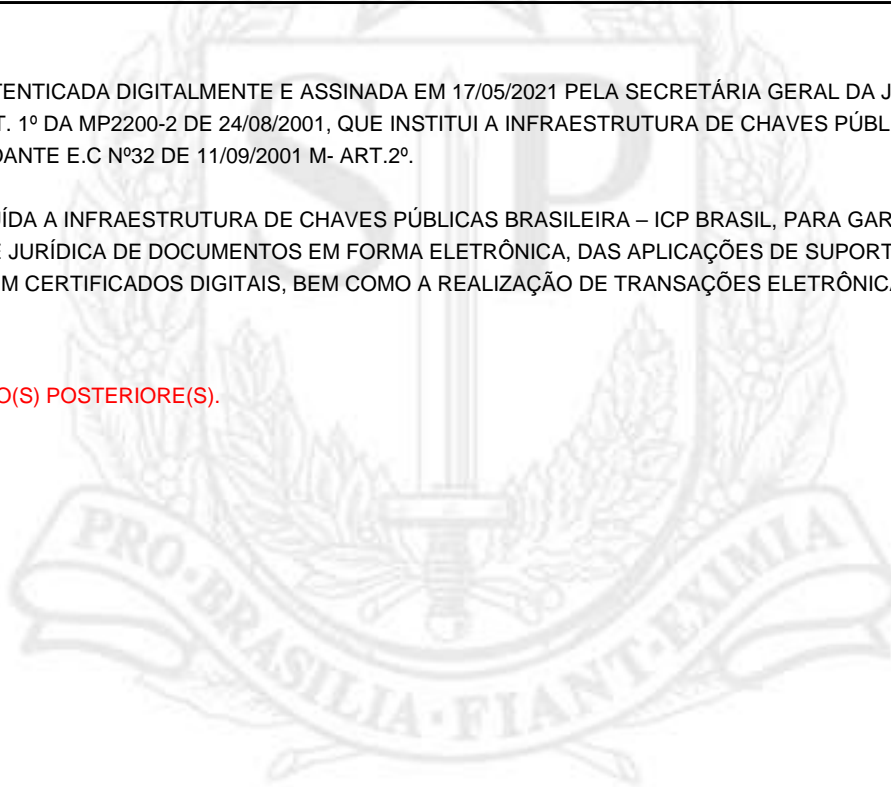 TENTICADA DIGITALMENTE E ASSINADA EM 17/05/2021 PELA SECRETÁRIA GERAL DA J
T. 1º DA MP2200-2 DE 24/08/2001, QUE INSTITUI A INFRAESTRUTURA DE CHAVES PÚBL
DANTE E.C Nº32 DE 11/09/2001 M- ART.2º.
UÍDA A INFRAESTRUTURA DE CHAVES PÚBLICAS BRASILEIRA – ICP BRASIL, PARA GAR
E JURÍDICA DE DOCUMENTOS EM FORMA ELETRÔNICA, DAS APLICAÇÕES DE SUPORT
M CERTIFICADOS DIGITAIS, BEM COMO A REALIZAÇÃO DE TRANSAÇÕES ELETRÔNICA
O(S) POSTERIORE(S).
SP
PRO·BRASILIA·FIANT·EXIMIA